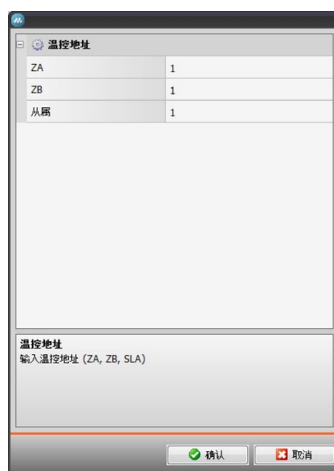 温控地址
ZA 1
ZB 1
从属 1
温控地址
输入温控地址 (ZA, ZB, SLA)
确认 取消